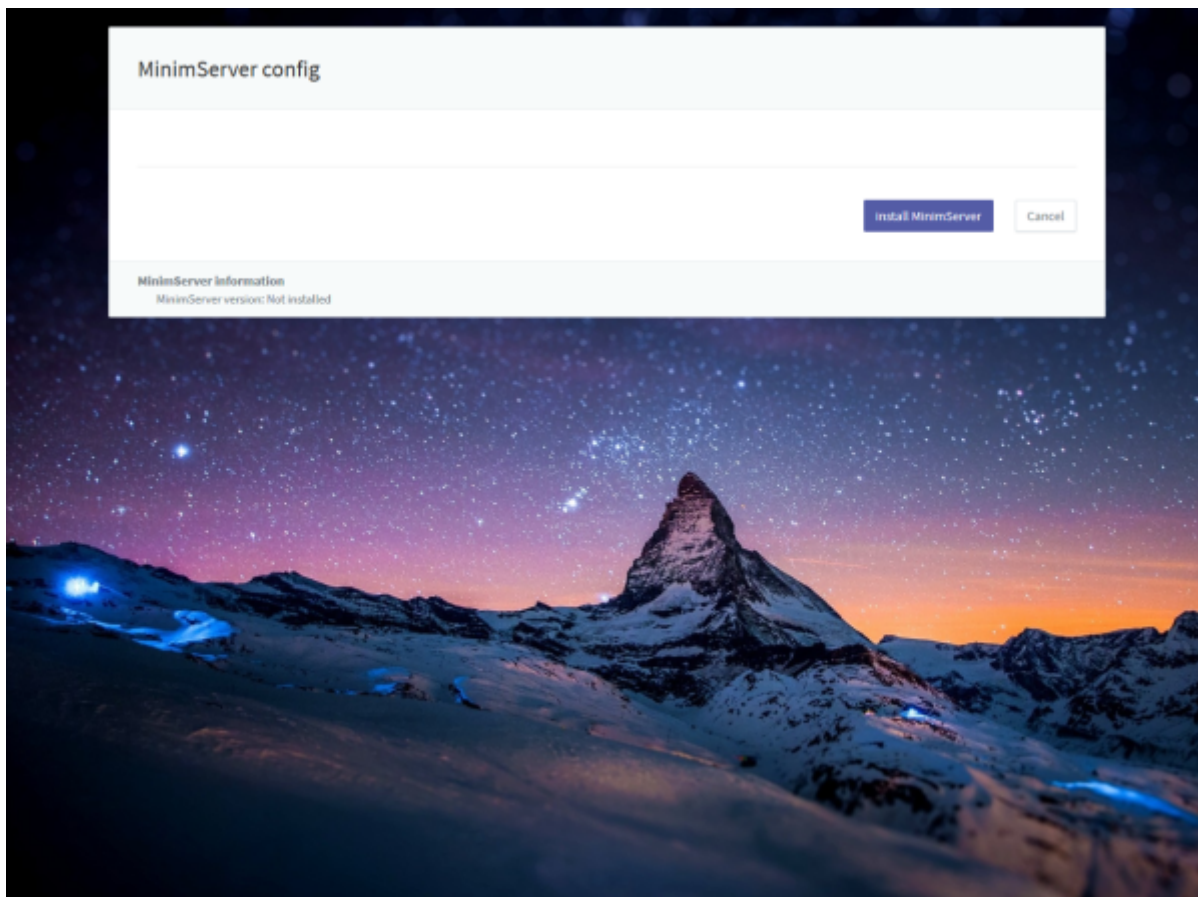 MinimServer config
Install MinimServer
Cancel
MinimServer information
MinimServer version: Not installed